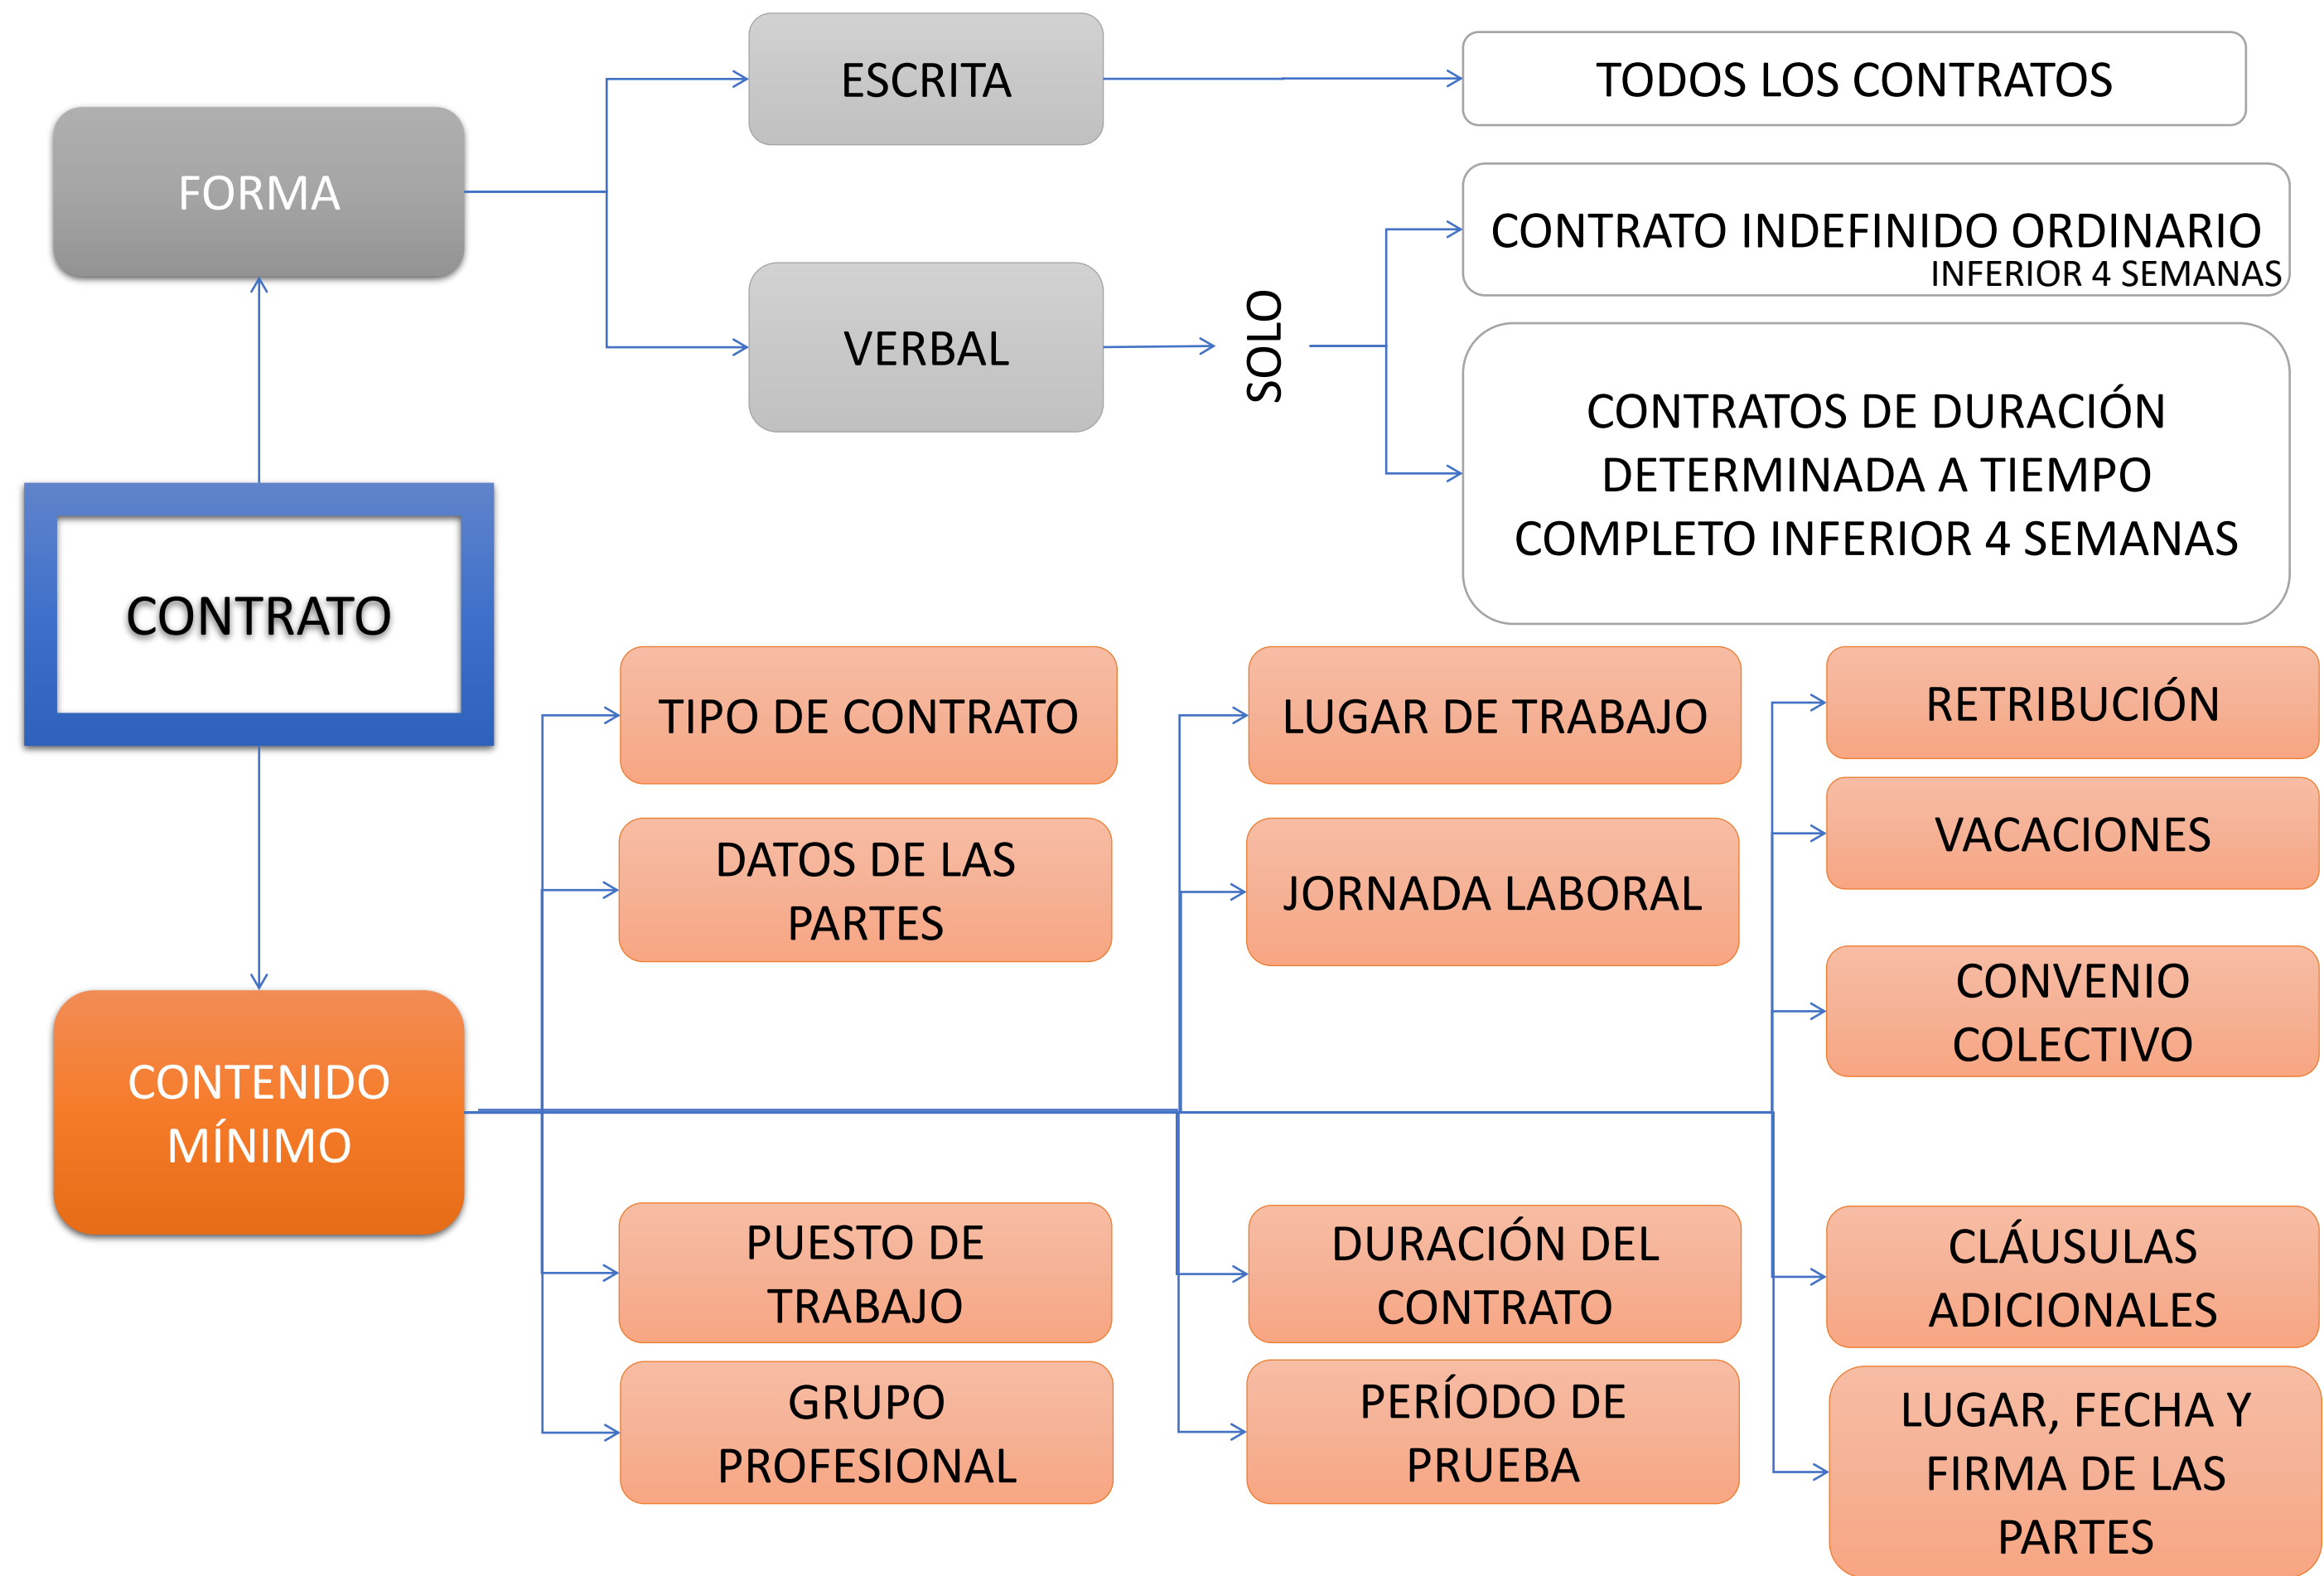 FORMA
ESCRITA
TODOS LOS CONTRATOS
VERBAL
SOLO
CONTRATO INDEFINIDO ORDINARIO
INFERIOR 4 SEMANAS
CONTRATOS DE DURACIÓN
DETERMINADA A TIEMPO
COMPLETO INFERIOR 4 SEMANAS
CONTRATO
CONTENIDO
MÍNIMO
TIPO DE CONTRATO
DATOS DE LAS
PARTES
PUESTO DE
TRABAJO
GRUPO
PROFESIONAL
LUGAR DE TRABAJO
JORNADA LABORAL
DURACIÓN DEL
CONTRATO
PERÍODO DE
PRUEBA
RETRIBUCIÓN
VACACIONES
CONVENIO
COLECTIVO
CLÁUSULAS
ADICIONALES
LUGAR, FECHA Y
FIRMA DE LAS
PARTES